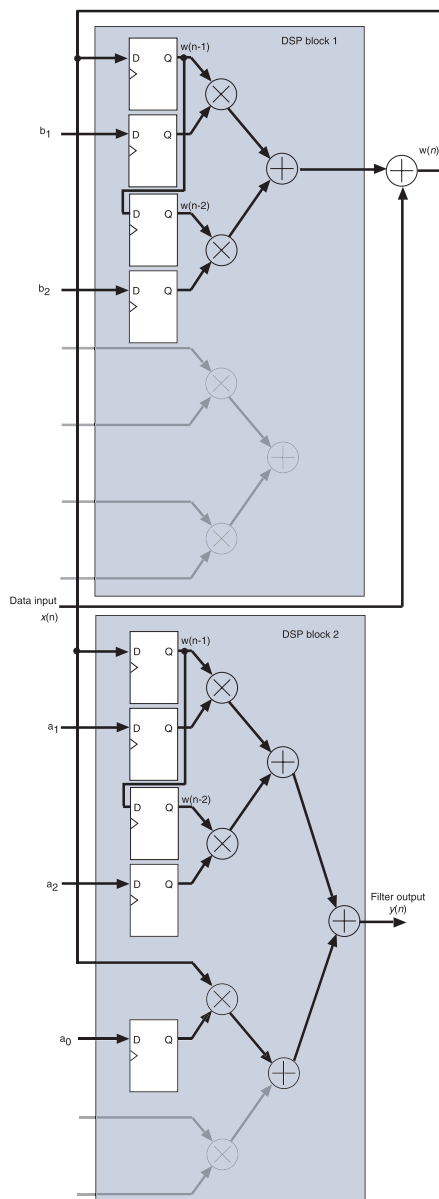 DSP block 1
D Q w(n-1)
b1 D Q
w(n)
D Q w(n-2)
b2 D Q
Data input
x(n)
DSP block 2
D Q w(n-1)
a1 D Q
D Q w(n-2)
a2 D Q
Filter output
y(n)
a0 D Q